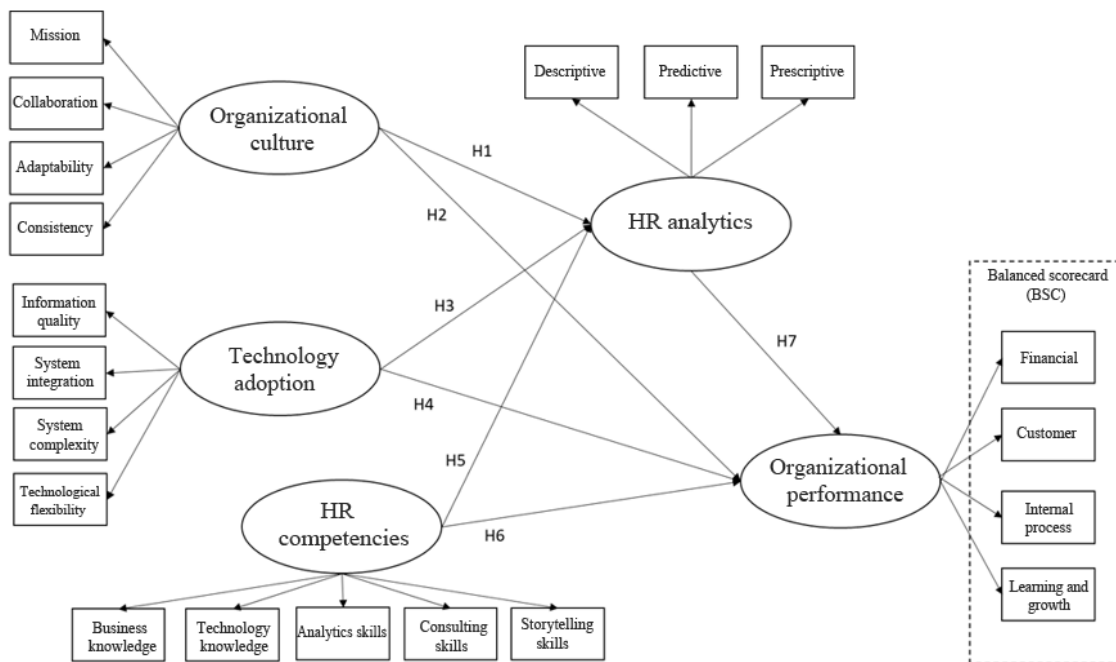 Mission
Collaboration
Adaptability
Consistency
Organizational
culture
Descriptive
Predictive
Prescriptive
HR analytics
H1
H2
Information
quality
System
integration
System
complexity
Technological
flexibility
Technology
adoption
H3
H4
H5
H6
H7
HR
competencies
Business
knowledge
Technology
knowledge
Analytics skills
Consulting
skills
Storytelling
skills
Organizational
performance
Balanced scorecard
(BSC)
Financial
Customer
Internal
process
Learning and
growth